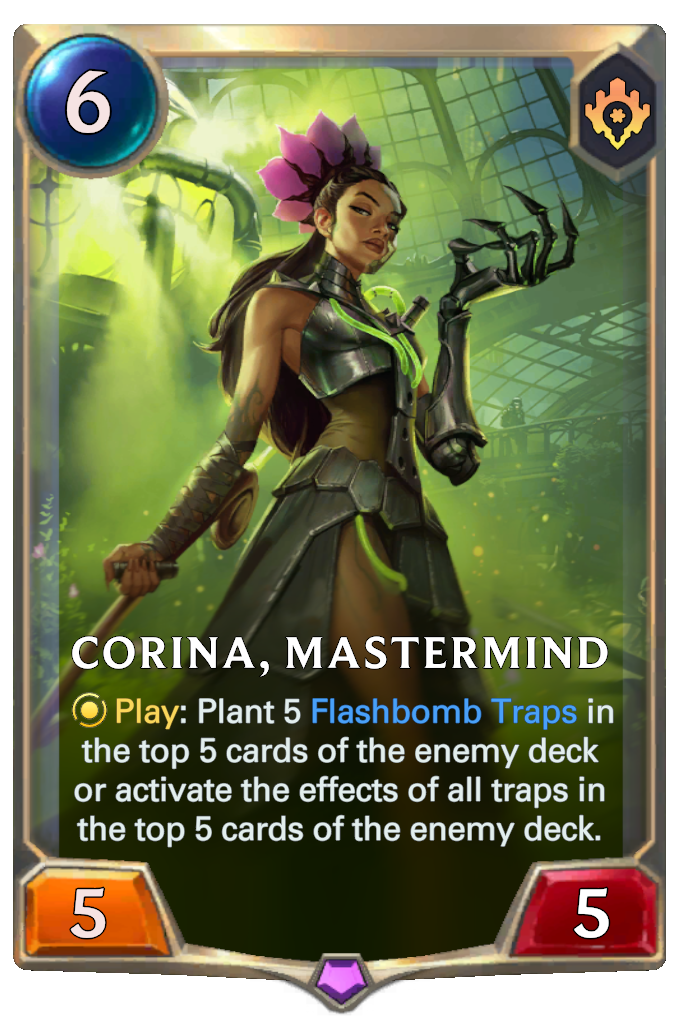 6
CORINA, MASTERMIND
Play: Plant 5 Flashbomb Traps in
the top 5 cards of the enemy deck
or activate the effects of all traps in
the top 5 cards of the enemy deck.
5
5